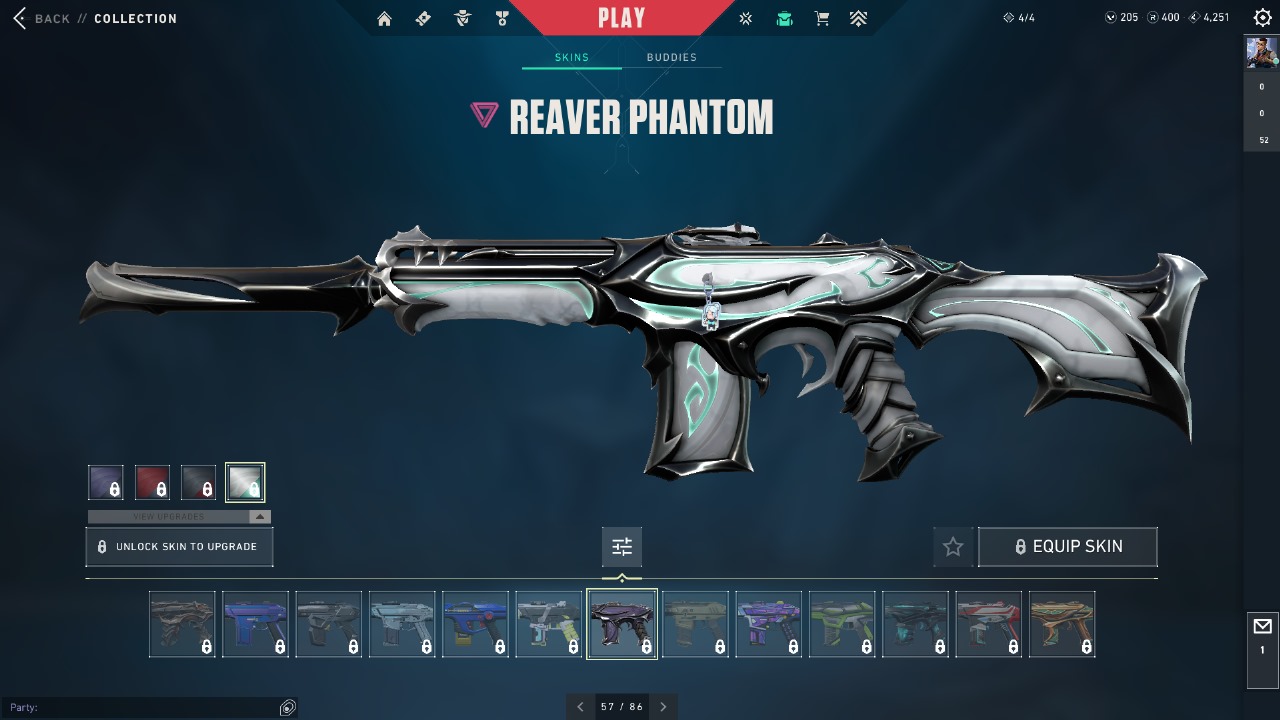 BACK // COLLECTION
PLAY
4/4
205
400
4,251
SKINS
BUDDIES
REAVER PHANTOM
0
0
52
VIEW UPGRADES
UNLOCK SKIN TO UPGRADE
EQUIP SKIN
1
Party:
57 / 86